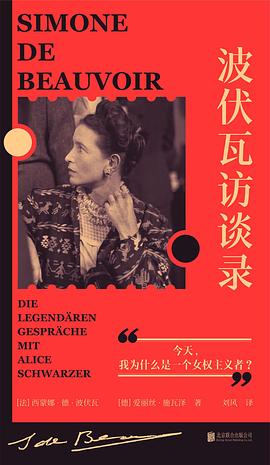 SIMONE
DE
BEAUVOIR
波伏瓦访谈录
DIE
LEGENDÄREN
GESPRÄCHE
MIT
ALICE
SCHWARZER
“
今天，
我为什么是一个女权主义者？
”
[法] 西蒙娜·德·波伏瓦 [德] 爱丽丝·施瓦泽 著 刘风 译
S de Beauvoir
北京联合出版公司